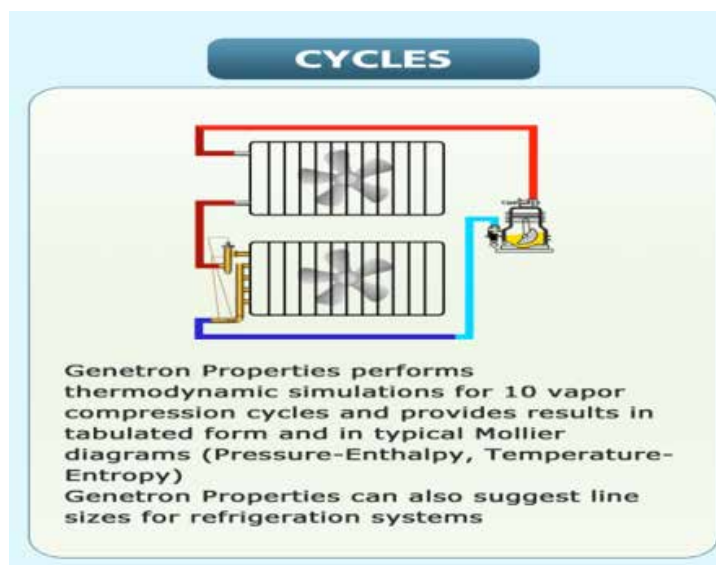 CYCLES
Genetron Properties performs
thermodynamic simulations for 10 vapor
compression cycles and provides results in
tabulated form and in typical Mollier
diagrams (Pressure-Enthalpy, Temperature-
Entropy)
Genetron Properties can also suggest line
sizes for refrigeration systems